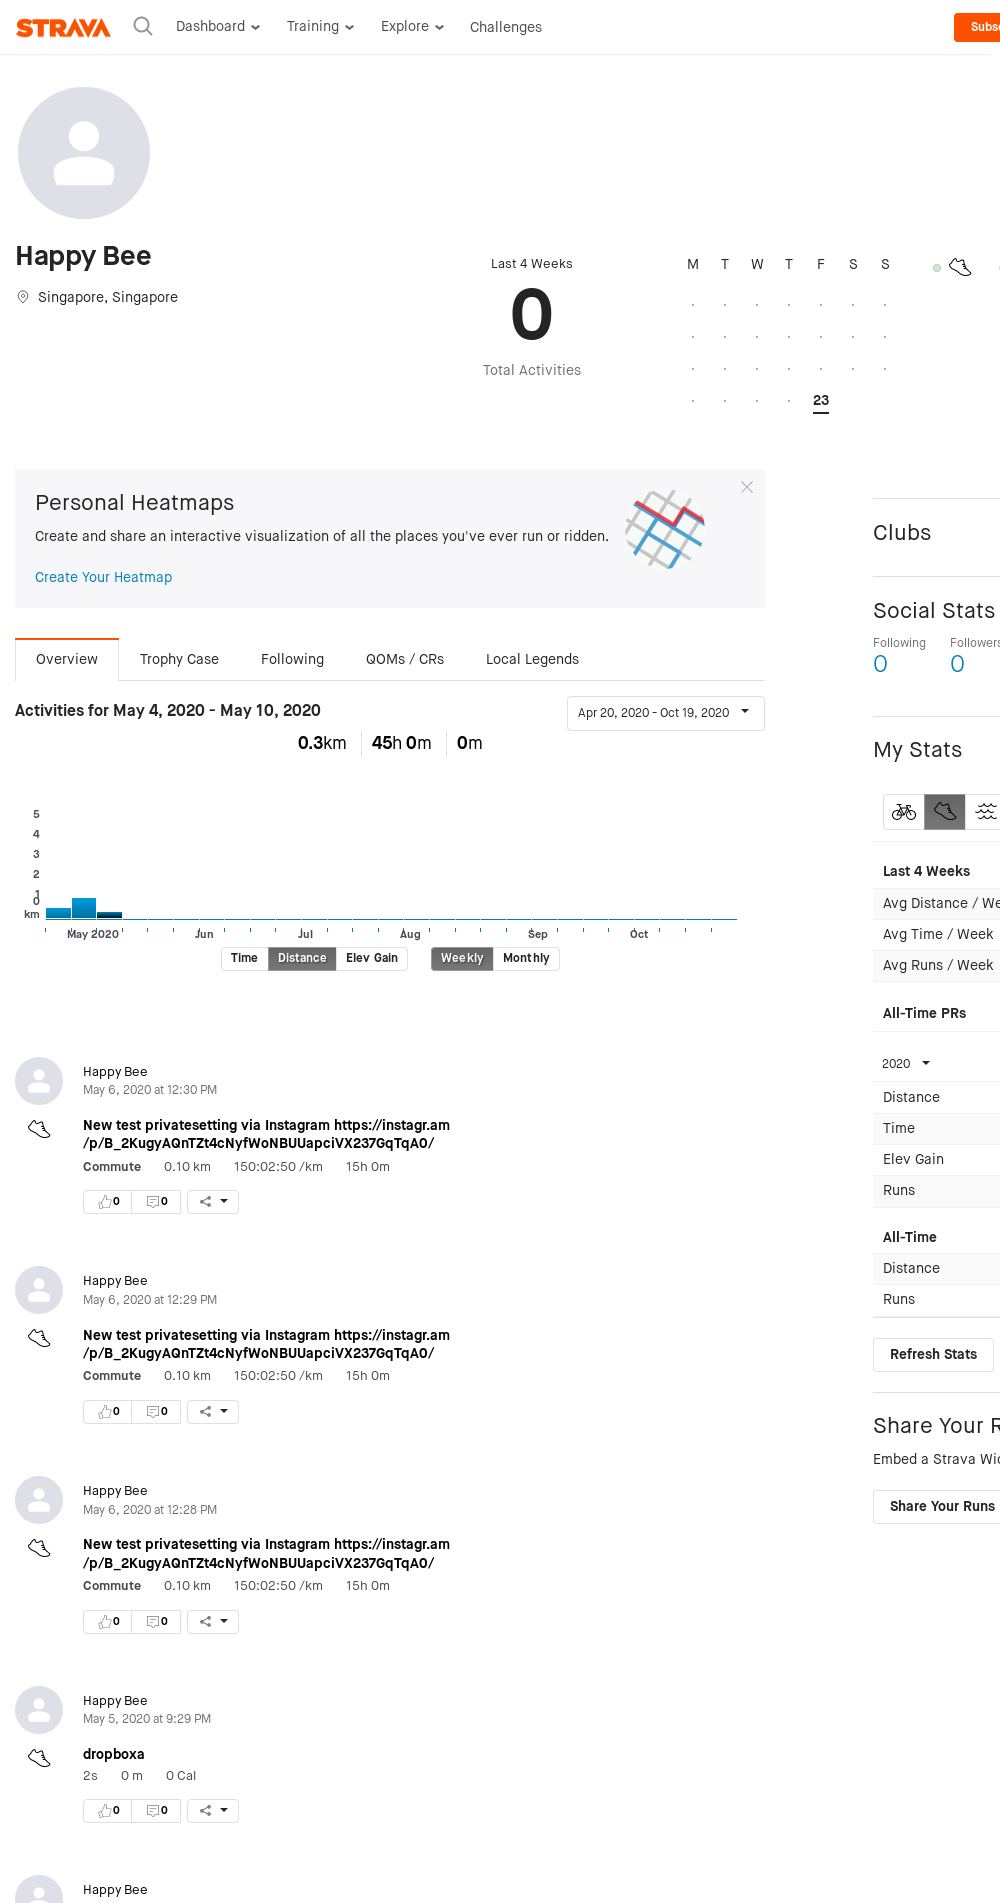 STRAVA
Dashboard
Training
Explore
Challenges
Happy Bee
Singapore, Singapore
Last 4 Weeks
0
Total Activities
M T W T F S S
23
Personal Heatmaps
Create and share an interactive visualization of all the places you've ever run or ridden.
Create Your Heatmap
Clubs
Social Stats
Following Followers
0 0
Overview
Trophy Case
Following
QOMs / CRs
Local Legends
Activities for May 4, 2020 - May 10, 2020
Apr 20, 2020 - Oct 19, 2020
0.3km 45h 0m 0m
5
4
3
2
1
0
km
May 2020 Jun Jul Aug Sep Oct
Time Distance Elev Gain Weekly Monthly
My Stats
Last 4 Weeks
Avg Distance /
Avg Time / Week
Avg Runs / Week
All-Time PRs
2020
Distance
Time
Elev Gain
Runs
All-Time
Distance
Runs
Refresh Stats
Share Your
Embed a Strava
Share Your Runs
Happy Bee
May 6, 2020 at 12:30 PM
New test privatesetting via Instagram https://instagr.am
/p/B_2KugyAQnTZt4cNyfWoNBUUapciVX237GqTqA0/
Commute 0.10 km 150:02:50 /km 15h 0m
0 0
Happy Bee
May 6, 2020 at 12:29 PM
New test privatesetting via Instagram https://instagr.am
/p/B_2KugyAQnTZt4cNyfWoNBUUapciVX237GqTqA0/
Commute 0.10 km 150:02:50 /km 15h 0m
0 0
Happy Bee
May 6, 2020 at 12:28 PM
New test privatesetting via Instagram https://instagr.am
/p/B_2KugyAQnTZt4cNyfWoNBUUapciVX237GqTqA0/
Commute 0.10 km 150:02:50 /km 15h 0m
0 0
Happy Bee
May 5, 2020 at 9:29 PM
dropboxa
2s 0 m 0 Cal
0 0
Happy Bee